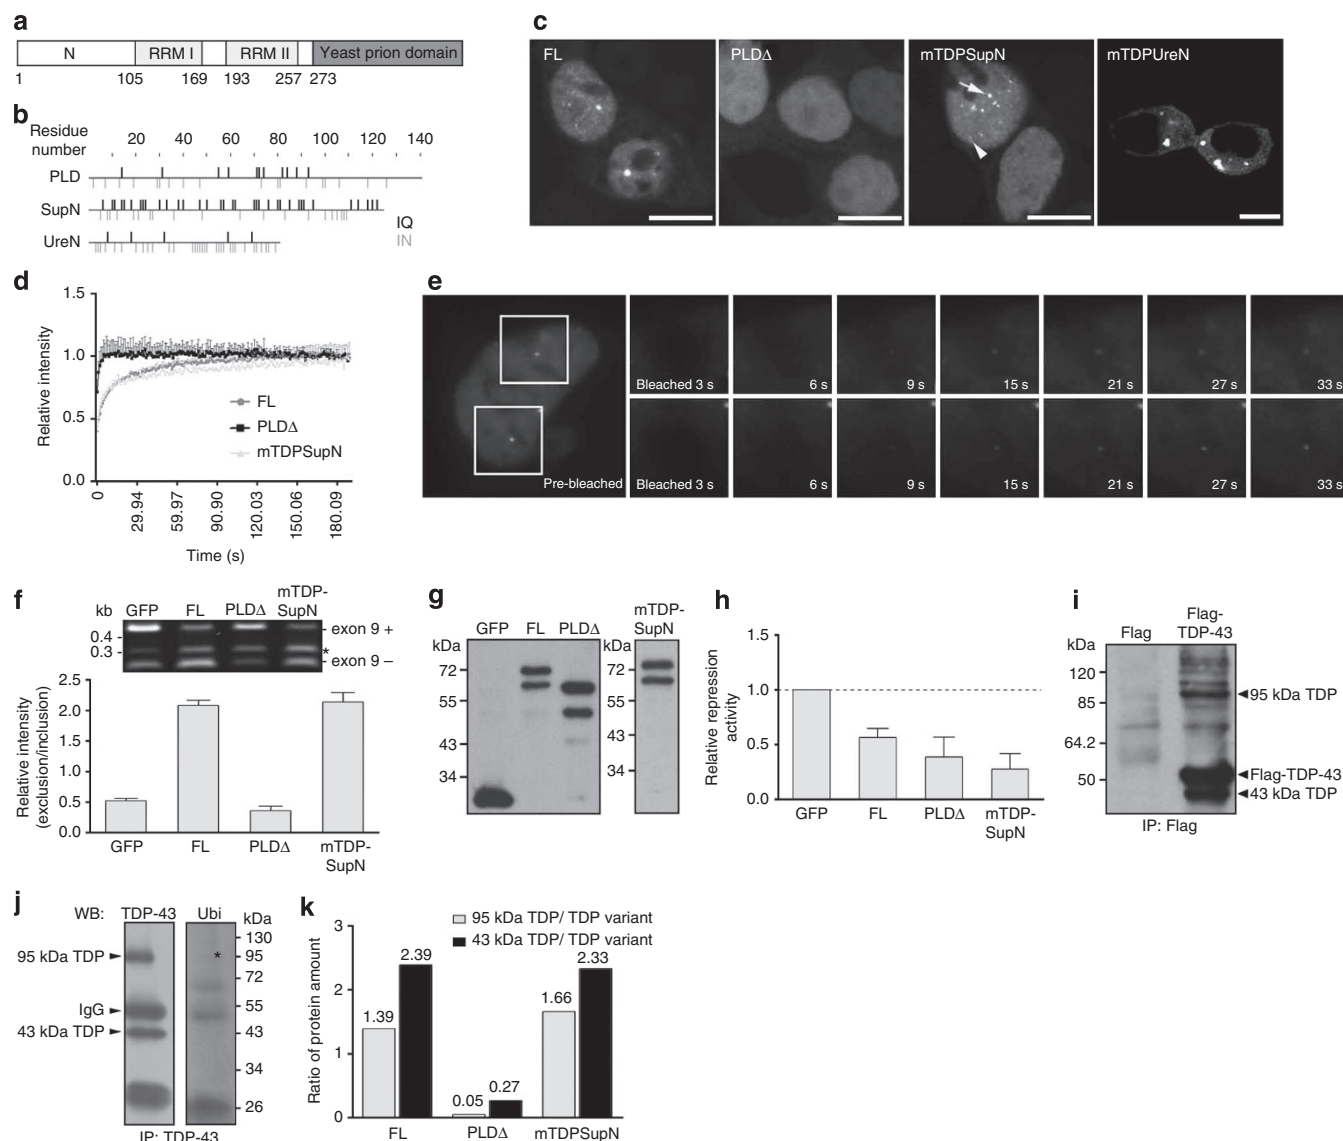 a
N RRM I RRM II Yeast prion domain
1 105 169 193 257 273
b
Residue number 20 40 60 80 100 120 140
PLD
SupN
UreN
IQ
IN
c
FL PLDΔ mTDPSupN mTDPUreN
d
Relative intensity
1.5
1.0
0.5
0.0
FL
PLDΔ
mTDPSupN
0 29.94 59.97 90.90 120.03 150.06 180.09
Time (s)
e
Pre-bleached
Bleached 3 s 6 s 9 s 15 s 21 s 27 s 33 s
Bleached 3 s 6 s 9 s 15 s 21 s 27 s 33 s
f
kb GFP FL PLDΔ mTDP-SupN
0.4
0.3
exon 9 +
*
exon 9 –
Relative intensity
(exclusion/inclusion)
2.5
2.0
1.5
1.0
0.5
0.0
GFP FL PLDΔ mTDP-SupN
g
GFP FL PLDΔ
kDa
72
55
43
34
mTDP-SupN
kDa
72
55
43
34
h
Relative repression
activity
1.5
1.0
0.5
0.0
GFP FL PLDΔ mTDP-SupN
i
Flag Flag-TDP-43
kDa
120
85
64.2
50
95 kDa TDP
Flag-TDP-43
43 kDa TDP
IP: Flag
j
WB: TDP-43 Ubi kDa
95 kDa TDP
IgG
43 kDa TDP
*
130
95
72
55
43
34
26
IP: TDP-43
k
Ratio of protein amount
3
2
1
0
95 kDa TDP/ TDP variant
43 kDa TDP/ TDP variant
1.39 2.39
0.05 0.27
1.66 2.33
FL PLDΔ mTDPSupN